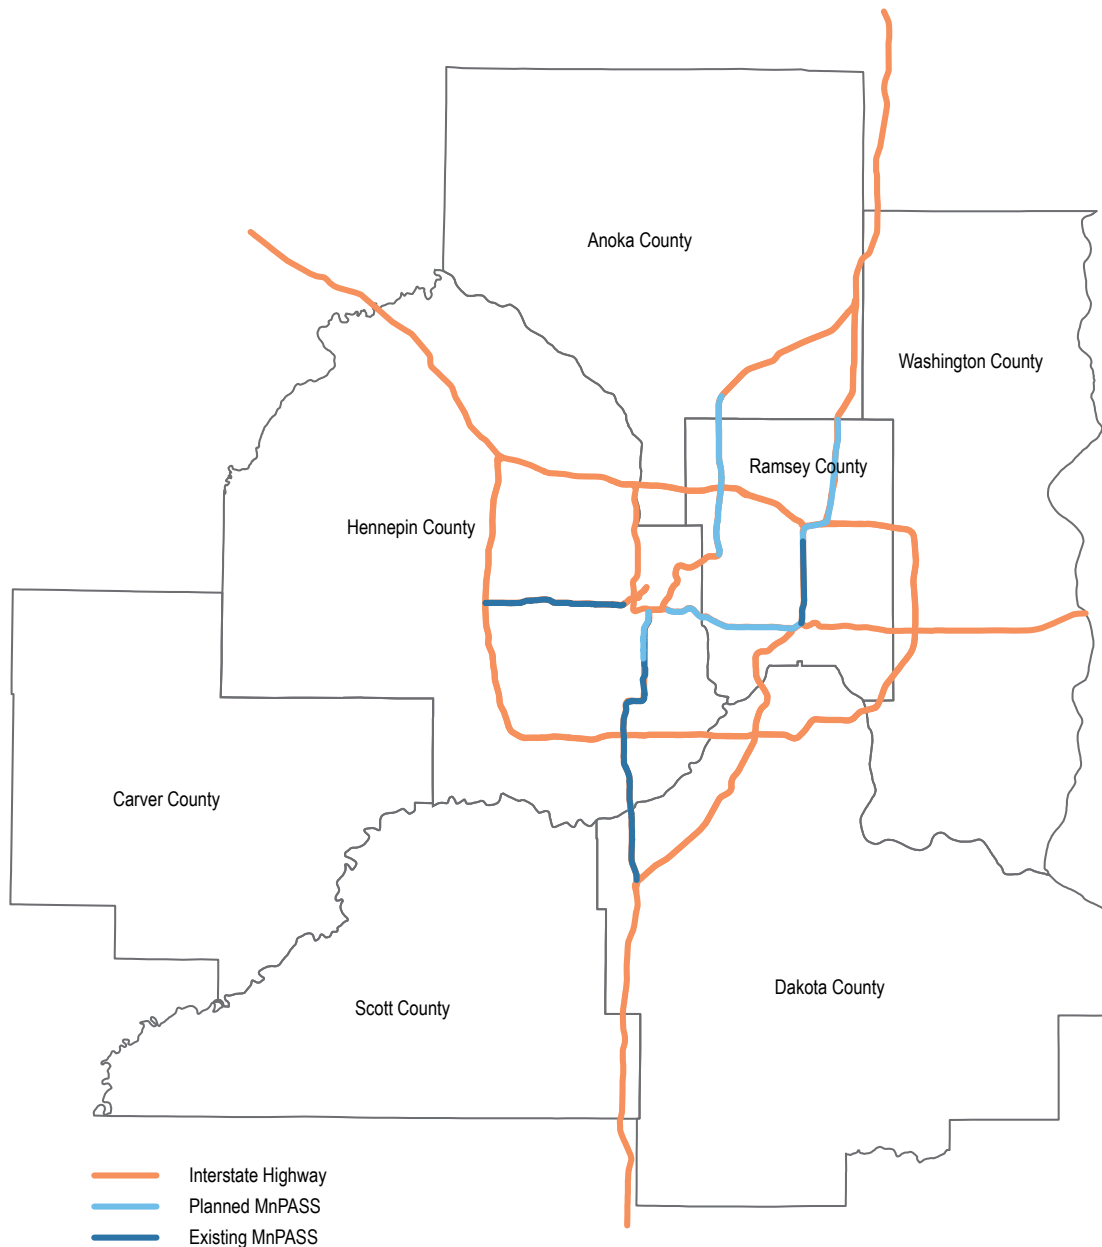 Anoka County
Washington County
Ramsey County
Hennepin County
Carver County
Dakota County
Scott County
Interstate Highway
Planned MnPASS
Existing MnPASS